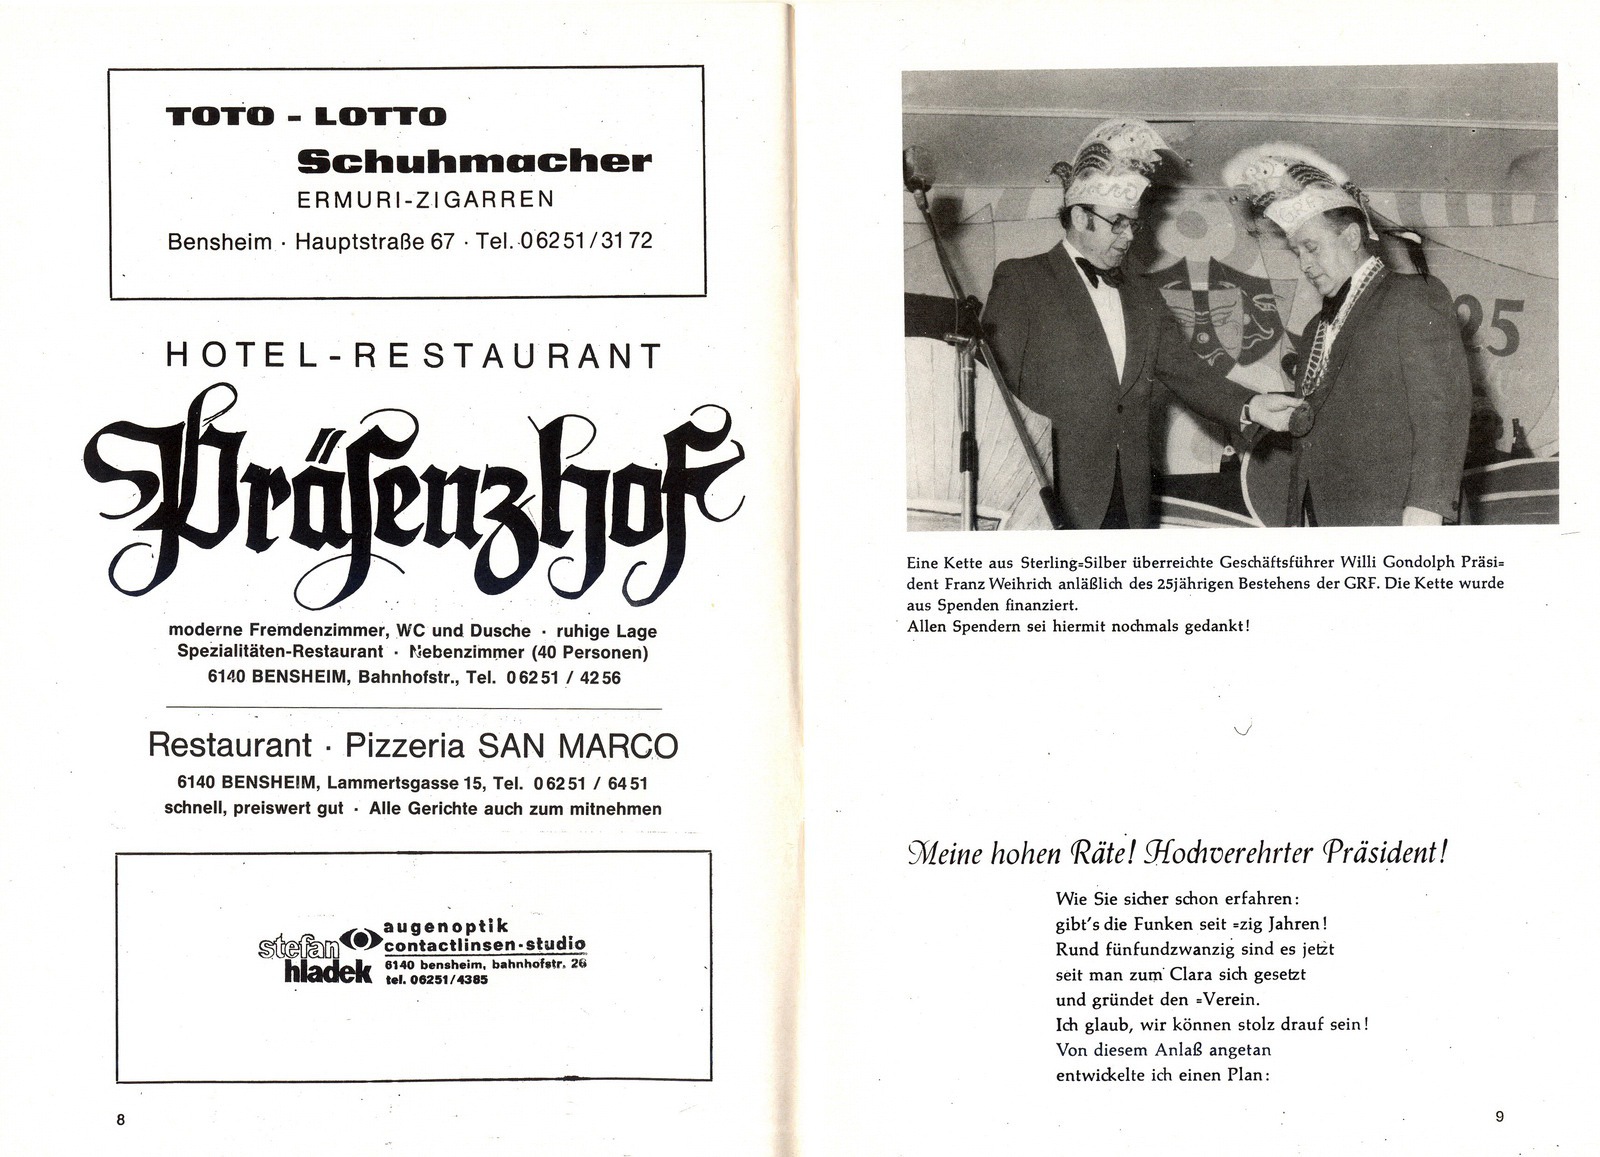 TOTO - LOTTO
Schuhmacher
ERMURI-ZIGARREN
Bensheim · Hauptstraße 67 · Tel. 06251/3172
HOTEL-RESTAURANT
Präsenzhof
moderne Fremdenzimmer, WC und Dusche · ruhige Lage
Spezialitäten-Restaurant · Nebenzimmer (40 Personen)
6140 BENSHEIM, Bahnhofstr., Tel. 06251 / 4256
Restaurant · Pizzeria SAN MARCO
6140 BENSHEIM, Lammertsgasse 15, Tel. 06251 / 6451
schnell, preiswert gut · Alle Gerichte auch zum mitnehmen
stefan
hladek
augenoptik
contactlinsen-studio
6140 bensheim, bahnhofstr. 26
tel. 06251/4385
8
25
Eine Kette aus Sterling=Silber überreichte Geschäftsführer Willi Gondolph Präsi=
dent Franz Weihrich anläßlich des 25jährigen Bestehens der GRF. Die Kette wurde
aus Spenden finanziert.
Allen Spendern sei hiermit nochmals gedankt!
Meine hohen Räte! Hochverehrter Präsident!
Wie Sie sicher schon erfahren:
gibt's die Funken seit =zig Jahren!
Rund fünfundzwanzig sind es jetzt
seit man zum Clara sich gesetzt
und gründet den =Verein.
Ich glaub, wir können stolz drauf sein!
Von diesem Anlaß angetan
entwickelte ich einen Plan:
9